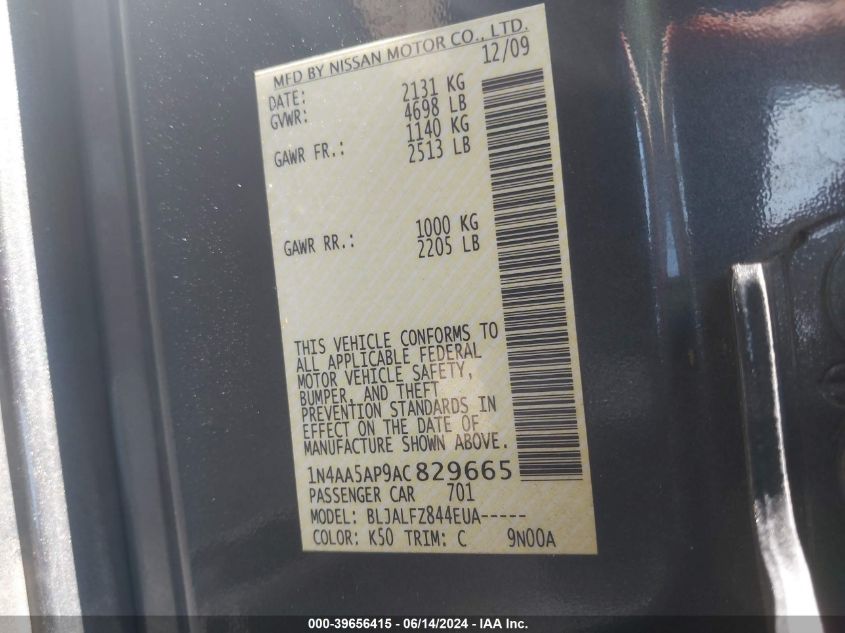 MFD BY NISSAN MOTOR CO., LTD.
DATE: 12/09
GVWR: 2131 KG
4698 LB
GAWR FR.: 1140 KG
2513 LB
GAWR RR.: 1000 KG
2205 LB
THIS VEHICLE CONFORMS TO
ALL APPLICABLE FEDERAL
MOTOR VEHICLE SAFETY,
BUMPER, AND THEFT
PREVENTION STANDARDS IN
EFFECT ON THE DATE OF
MANUFACTURE SHOWN ABOVE.
1N4AA5AP9AC829665
PASSENGER CAR 701
MODEL: BLJALFZ844EUA-----
COLOR: K50 TRIM: C 9N00A
000-39656415 - 06/14/2024 - IAA Inc.